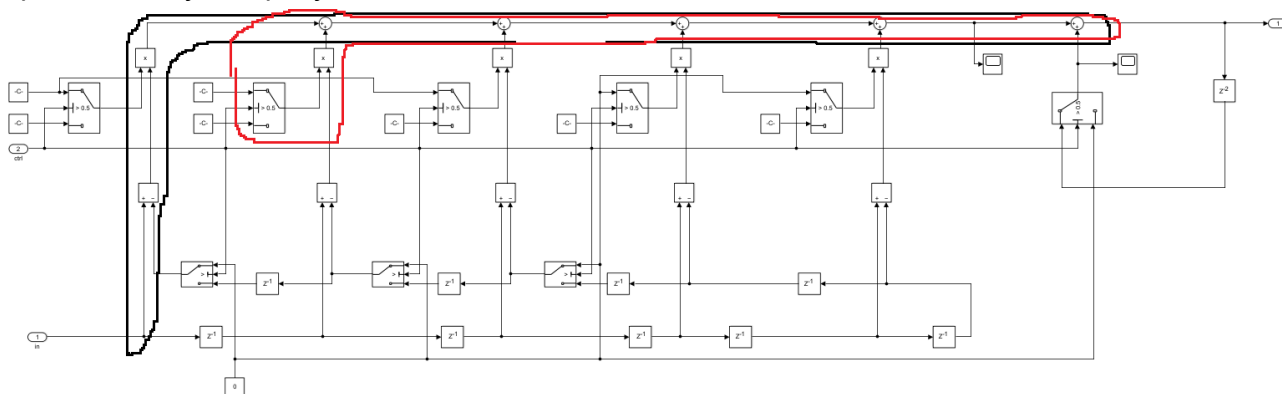 + + + + + + + + + +
1
x x x x x
z-2
-C- -C- -C- -C-
> 0.5 > 0.5 > 0.5 > 0.5 > 0.5 > 0.5
-C- -C- -C- -C- -C-
2
ctrl
+ - + - + - + - + -
> > >
z-1 z-1 z-1 z-1
1
in
z-1 z-1 z-1 z-1 z-1
0